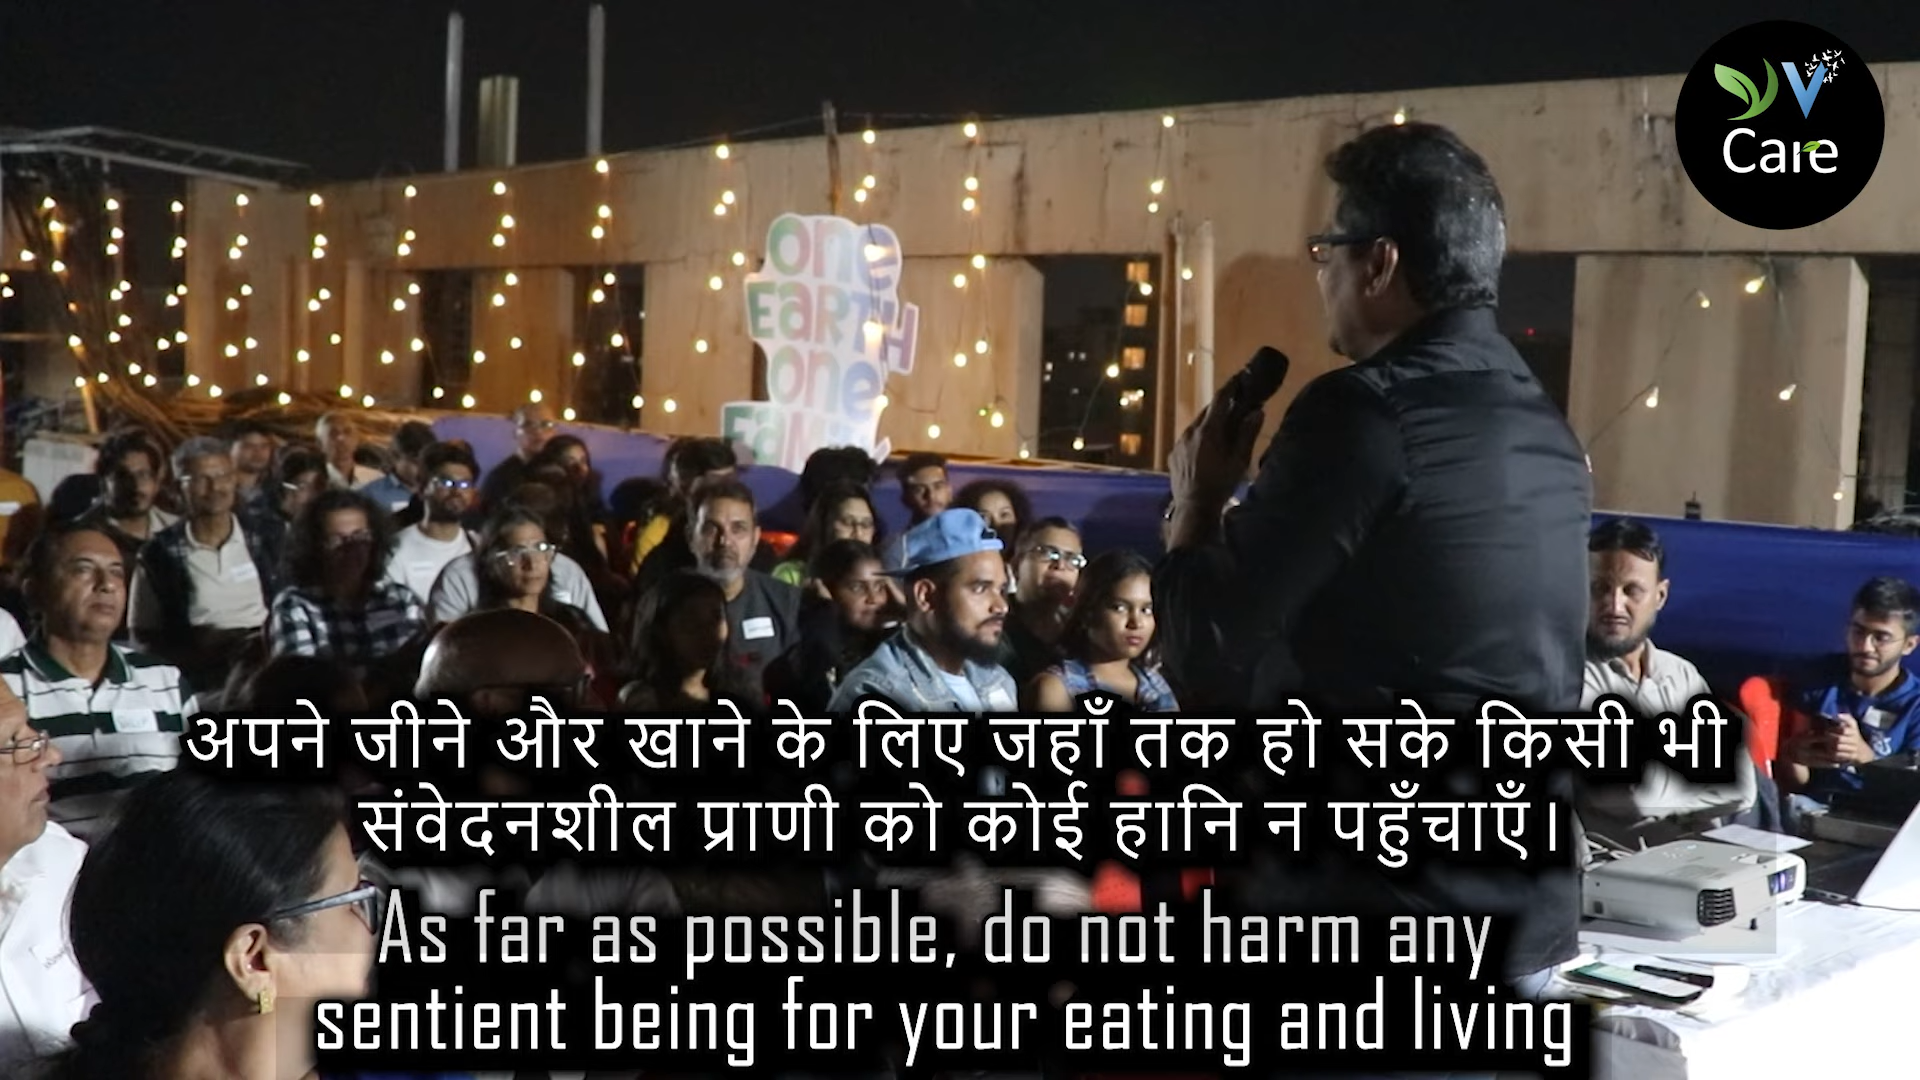 V
Care
one
EARTH
one
FAMILY
अपने जीने और खाने के लिए जहाँ तक हो सके किसी भी
संवेदनशील प्राणी को कोई हानि न पहुँचाएँ।
As far as possible, do not harm any
sentient being for your eating and living